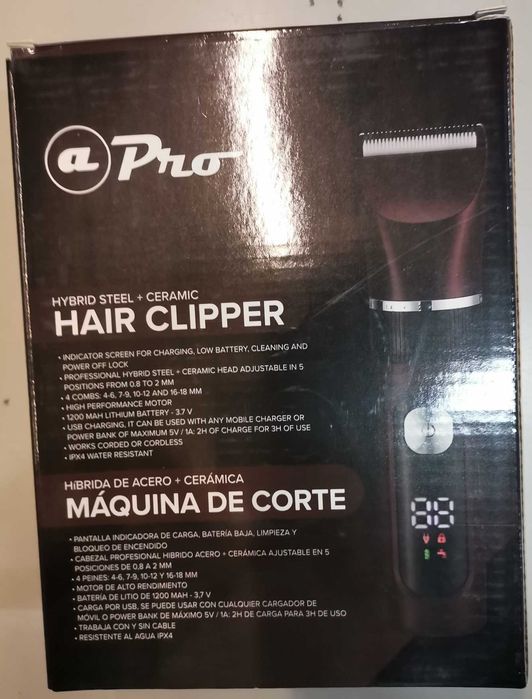 a Pro
HYBRID STEEL + CERAMIC
HAIR CLIPPER
• INDICATOR SCREEN FOR CHARGING, LOW BATTERY, CLEANING AND
POWER OFF LOCK
• PROFESSIONAL HYBRID STEEL + CERAMIC HEAD ADJUSTABLE IN 5
POSITIONS FROM 0.8 TO 2 MM
• 4 COMBS: 4-6, 7-9, 10-12 AND 16-18 MM
• HIGH PERFORMANCE MOTOR
• 1200 MAH LITHIUM BATTERY - 3,7 V
• USB CHARGING, IT CAN BE USED WITH ANY MOBILE CHARGER OR
POWER BANK OF MAXIMUM 5V / 1A: 2H OF CHARGE FOR 3H OF USE
• WORKS CORDED OR CORDLESS
• IPX4 WATER RESISTANT
HíBRIDA DE ACERO + CERÁMICA
MÁQUINA DE CORTE
• PANTALLA INDICADORA DE CARGA, BATERÍA BAJA, LIMPIEZA Y
BLOQUEO DE ENCENDIDO
• CABEZAL PROFESIONAL HIBRIDO ACERO + CERÁMICA AJUSTABLE EN 5
POSICIONES DE 0,8 A 2 MM
• 4 PEINES: 4-6, 7-9, 10-12 Y 16-18 MM
• MOTOR DE ALTO RENDIMIENTO
• BATERÍA DE LITIO DE 1200 MAH - 3,7 V
• CARGA POR USB, SE PUEDE USAR CON CUALQUIER CARGADOR DE
MÓVIL O POWER BANK DE MÁXIMO 5V / 1A: 2H DE CARGA PARA 3H DE USO
• TRABAJA CON Y SIN CABLE
• RESISTENTE AL AGUA IPX4
88